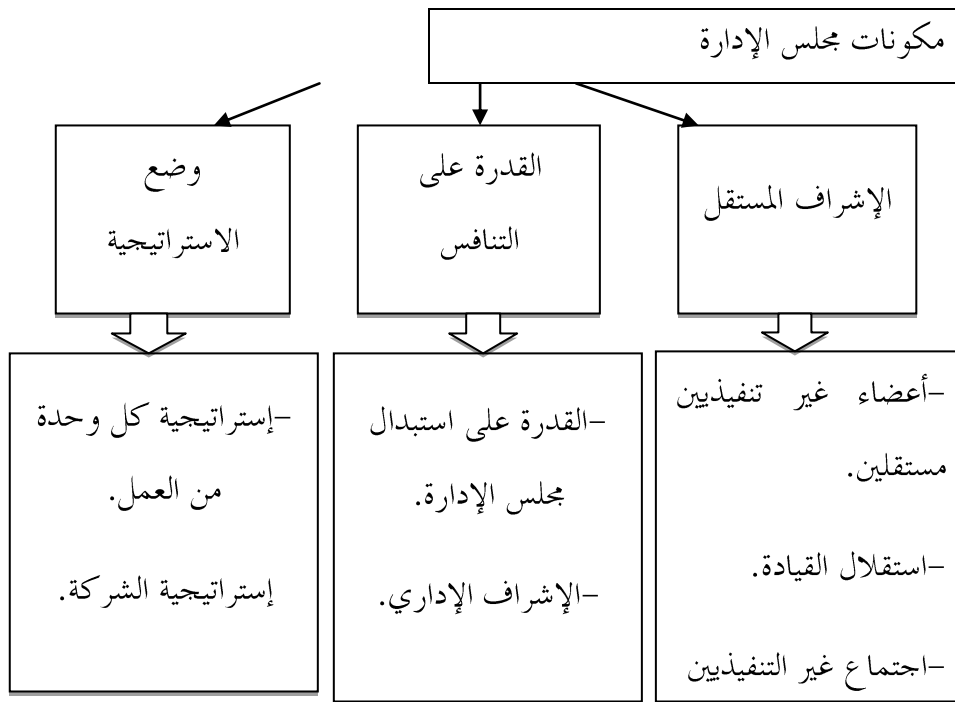 مكونات مجلس الإدارة
الإشراف المستقل
القدرة على
التنافس
وضع
الاستراتيجية
-أعضاء غير تنفيذيين
مستقلين.
-استقلال القيادة.
-اجتماع غير التنفيذيين
-القدرة على استبدال
مجلس الإدارة.
-الإشراف الإداري.
-إستراتيجية كل وحدة
من العمل.
إستراتيجية الشركة.